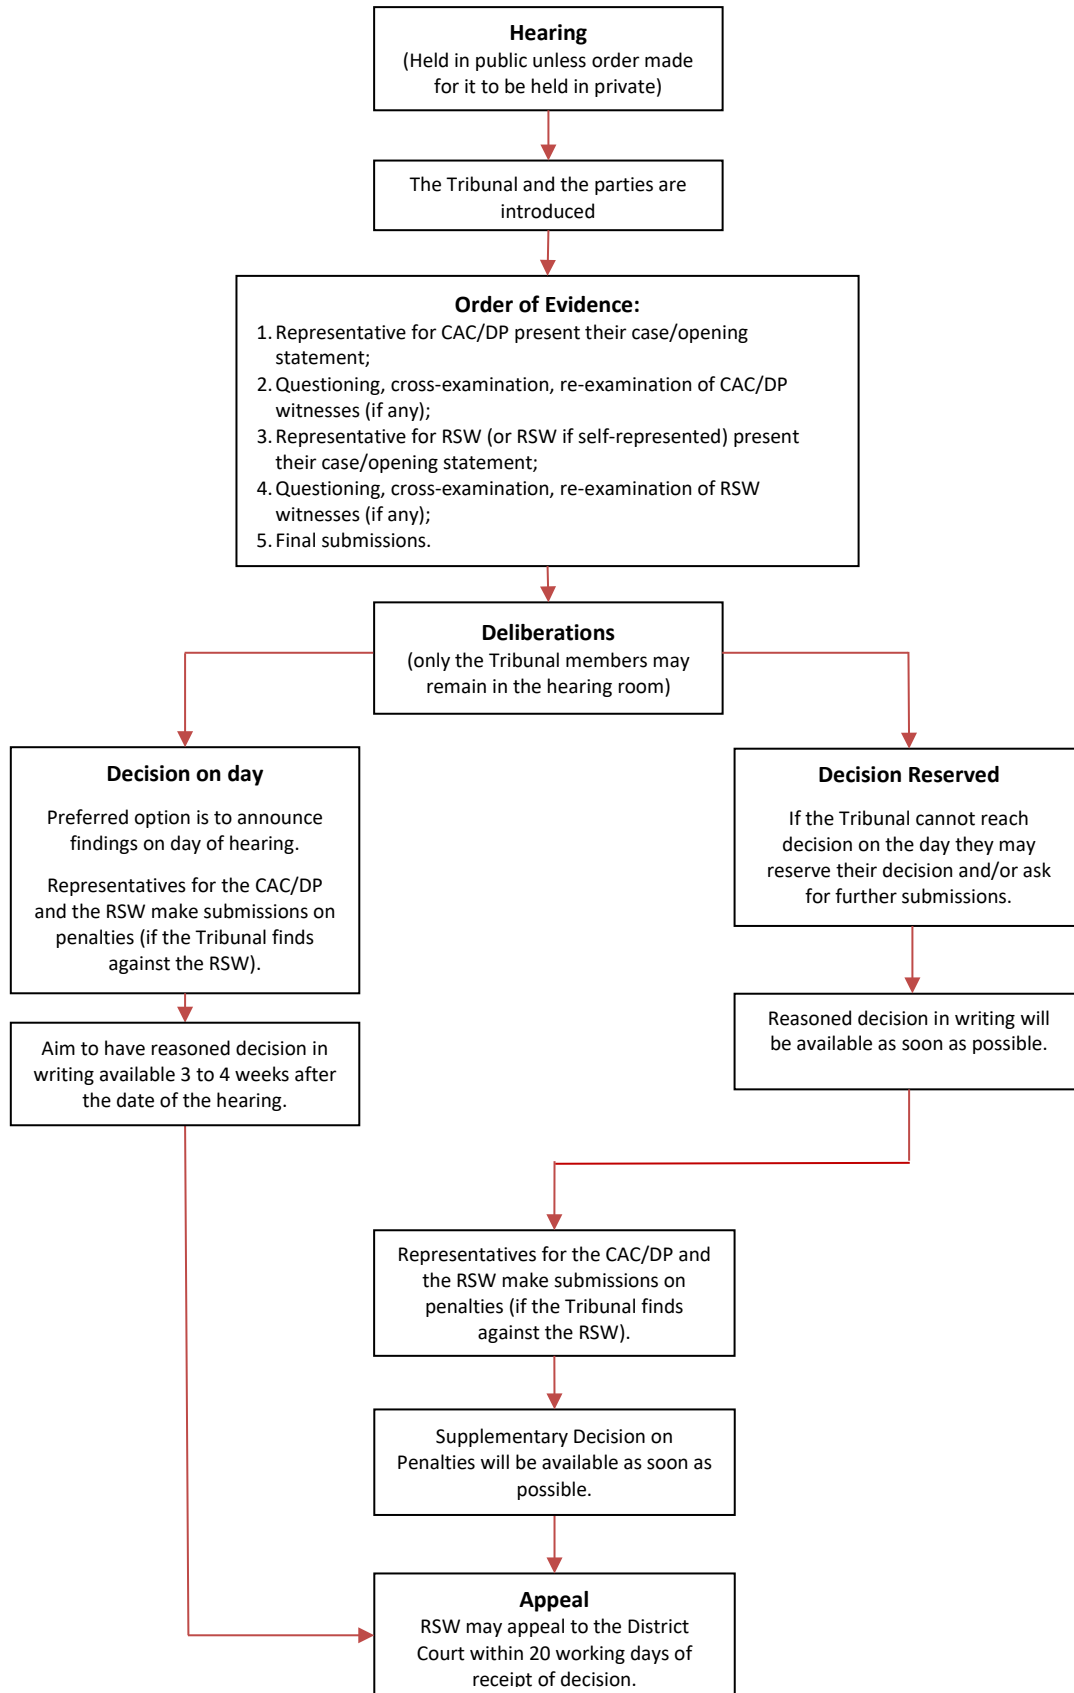 Hearing
(Held in public unless order made
for it to be held in private)
The Tribunal and the parties are
introduced
Order of Evidence:
1. Representative for CAC/DP present their case/opening
statement;
2. Questioning, cross-examination, re-examination of CAC/DP
witnesses (if any);
3. Representative for RSW (or RSW if self-represented) present
their case/opening statement;
4. Questioning, cross-examination, re-examination of RSW
witnesses (if any);
5. Final submissions.
Deliberations
(only the Tribunal members may
remain in the hearing room)
Decision on day
Preferred option is to announce
findings on day of hearing.
Representatives for the CAC/DP
and the RSW make submissions on
penalties (if the Tribunal finds
against the RSW).
Aim to have reasoned decision in
writing available 3 to 4 weeks after
the date of the hearing.
Decision Reserved
If the Tribunal cannot reach
decision on the day they may
reserve their decision and/or ask
for further submissions.
Reasoned decision in writing will
be available as soon as possible.
Representatives for the CAC/DP and
the RSW make submissions on
penalties (if the Tribunal finds
against the RSW).
Supplementary Decision on
Penalties will be available as soon as
possible.
Appeal
RSW may appeal to the District
Court within 20 working days of
receipt of decision.